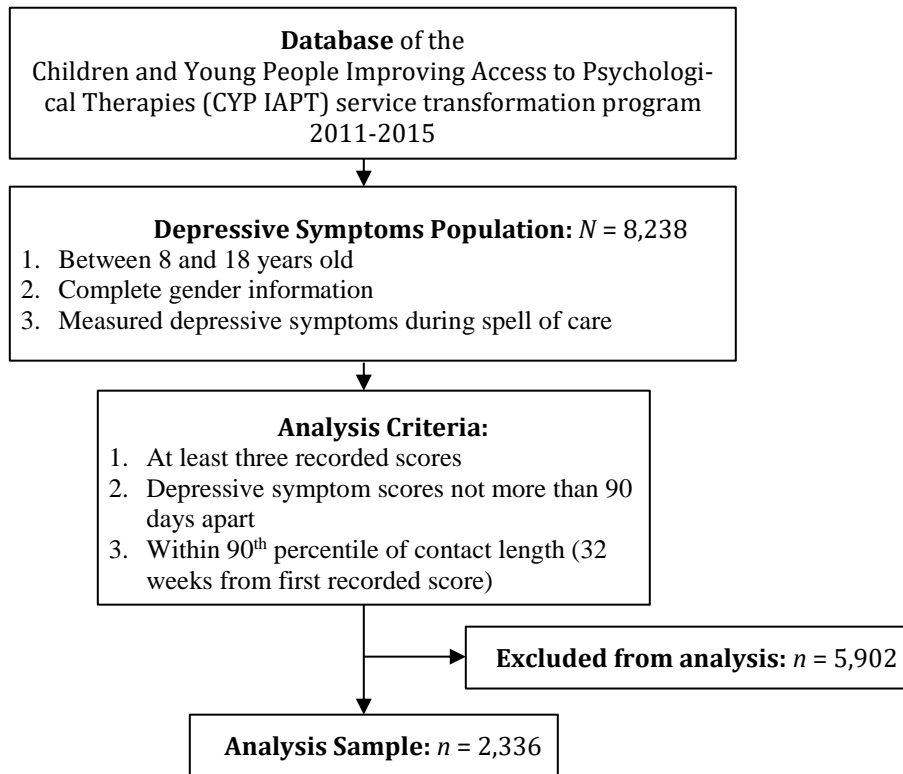 Database of the
Children and Young People Improving Access to Psychologi-
cal Therapies (CYP IAPT) service transformation program
2011-2015
Depressive Symptoms Population: N = 8,238
1. Between 8 and 18 years old
2. Complete gender information
3. Measured depressive symptoms during spell of care
Analysis Criteria:
1. At least three recorded scores
2. Depressive symptom scores not more than 90
days apart
3. Within 90th percentile of contact length (32
weeks from first recorded score)
Excluded from analysis: n = 5,902
Analysis Sample: n = 2,336